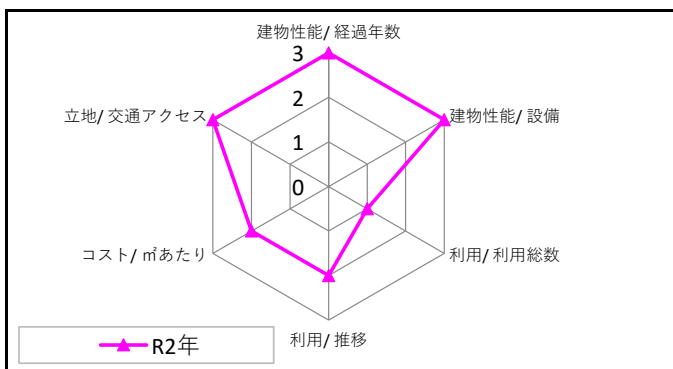 建物性能/ 経過年数
3
立地/ 交通アクセス
建物性能/ 設備
2
1
0
コスト/ ㎡あたり
利用/ 利用総数
利用/ 推移
R2年